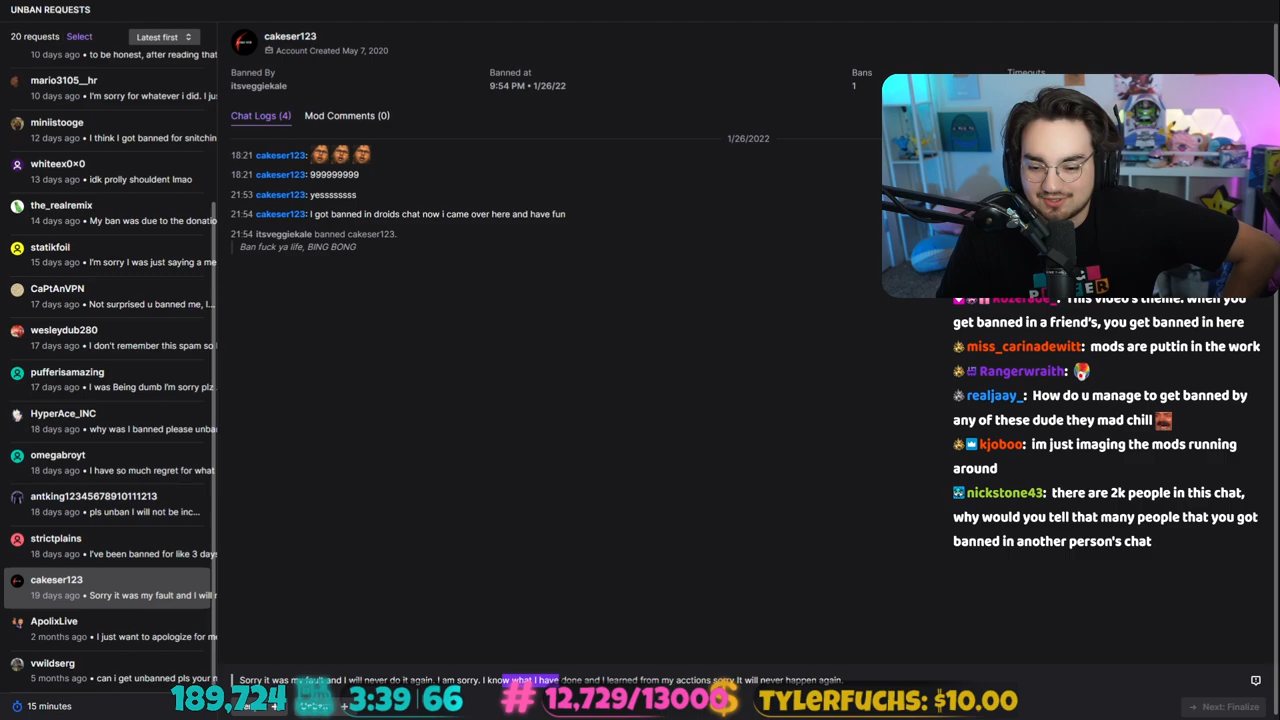 UNBAN REQUESTS
20 requests Select Latest first
10 days ago • to be honest, after reading that
mario3105__hr
10 days ago • I'm sorry for whatever i did. I ju
miniistooge
12 days ago • I think I got banned for snitchin
whiteex0×0
13 days ago • idk prolly shouldent lmao
the_realremix
14 days ago • My ban was due to the donatio
statikfoil
15 days ago • I'm sorry I was just saying a me
CaPtAnVPN
17 days ago • Not surprised u banned me, I...
wesleydub280
17 days ago • I don't remember this spam so
pufferisamazing
17 days ago • I was Being dumb I'm sorry plz
HyperAce_INC
18 days ago • why was I banned please unba
omegabroyt
18 days ago • I have so much regret for what
antking12345678910111213
18 days ago • pls unban I will not be inc...
strictplains
18 days ago • I've been banned for like 3 days
cakeser123
19 days ago • Sorry it was my fault and I will
ApolixLive
2 months ago • I just want to apologize for me
vwildserg
5 months ago • can i get unbanned pls your
15 minutes
cakeser123
Account Created May 7, 2020
Banned By
itsveggiekale
Banned at
9:54 PM • 1/26/22
Bans
1
Timeouts
Chat Logs (4) Mod Comments (0)
1/26/2022
18:21 cakeser123:
18:21 cakeser123: 999999999
21:53 cakeser123: yessssssss
21:54 cakeser123: I got banned in droids chat now i came over here and have fun
21:54 itsveggiekale banned cakeser123.
Ban fuck ya life, BING BONG
This video's theme: when you
get banned in a friend's, you get banned in here
miss_carinadewitt: mods are puttin in the work
Rangerwraith:
realjaay_: How do u manage to get banned by
any of these dude they mad chill
kjoboo: im just imaging the mods running
around
nickstone43: there are 2k people in this chat,
why would you tell that many people that you got
banned in another person's chat
Sorry it was my fault and I will never do it again. I am sorry. I know what I have done and I learned from my acctions sorry It will never happen again.
189,724 3:39|66 # 12,729/13000 $ TYLERFUCHS: $10.00
Next: Finalize